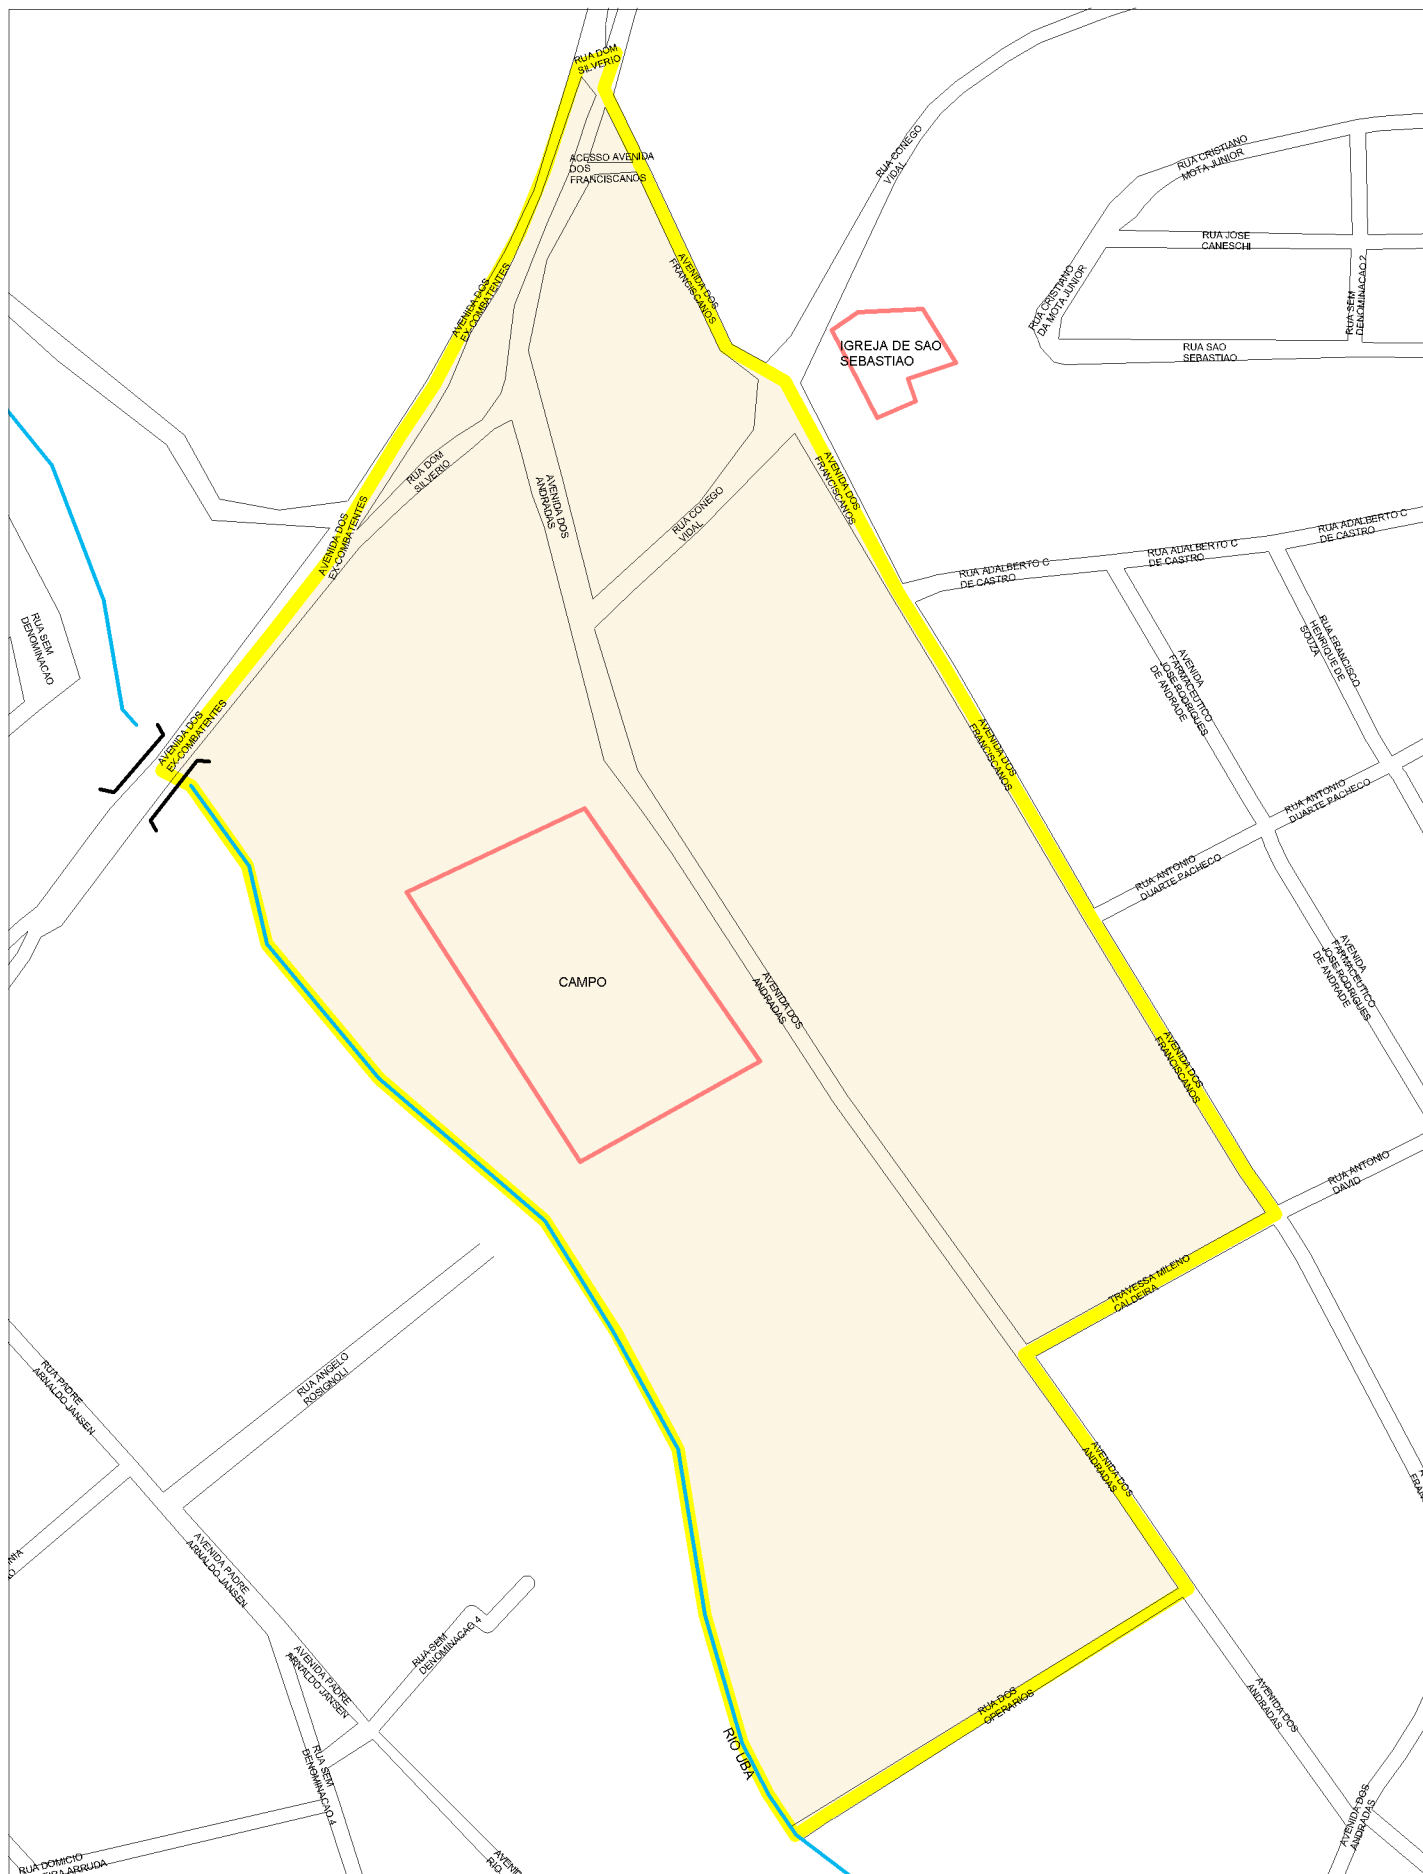 RUA DOM
SILVERIO
ACESSO AVENIDA
DOS
FRANCISCANOS
RUA CONEGO
VIDAL
RUA CRISTIANO
MOTA JUNIOR
RUA JOSE
CANESCHI
RUA CRISTIANO
DA MOTA JUNIOR
RUA SEM
DENOMINACAO 2
RUA SAO
SEBASTIAO
AVENIDA DOS
FRANCISCANOS
AVENIDA DOS
EX-COMBATENTES
IGREJA DE SAO
SEBASTIAO
RUA DOM
SILVERIO
AVENIDA DOS
ANDRADAS
RUA CONEGO
VIDAL
AVENIDA DOS
FRANCISCANOS
AVENIDA DOS
EX-COMBATENTES
RUA ADALBERTO C
DE CASTRO
RUA ADALBERTO C
DE CASTRO
RUA ADALBERTO C
DE CASTRO
RUA SEM
DENOMINACAO
AVENIDA
FARMACEUTICO
JOSE RODRIGUES
DE ANDRADE
RUA FRANCISCO
HENRIQUE DE
SOUZA
AVENIDA DOS
EX-COMBATENTES
AVENIDA DOS
FRANCISCANOS
RUA ANTONIO
DUARTE PACHECO
RUA ANTONIO
DUARTE PACHECO
CAMPO
AVENIDA DOS
ANDRADAS
AVENIDA
FARMACEUTICO
JOSE RODRIGUES
DE ANDRADE
AVENIDA DOS
FRANCISCANOS
RUA ANTONIO
DAVID
TRAVESSA MILENO
CALDEIRA
RUA PADRE
ARNALDO JANSEN
RUA ANGELO
ROSIGNOLI
AVENIDA DOS
ANDRADAS
AVENIDA PADRE
ARNALDO JANSEN
RUA SEM
DENOMINACAO 4
AVENIDA PADRE
ARNALDO JANSEN
RUA DOS
OPERARIOS
AVENIDA DOS
ANDRADAS
RIO UBA
RUA SEM
DENOMINACAO 4
AVENIDA DOS
ANDRADAS
RUA DOMICIO
ARRUDA